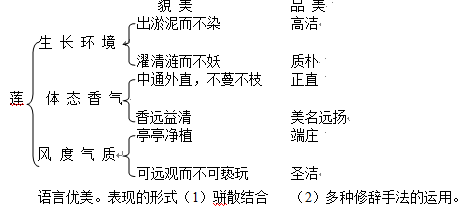 貌 美 品 美
出淤泥而不染 高洁
生 长 环 境
濯清涟而不妖 质朴
中通外直，不蔓不枝 正直
莲 体 态 香 气
香远益清 美名远扬
亭亭净植 端庄
风 度 气 质
可远观而不可亵玩 圣洁
语言优美。表现的形式（1）骈散结合 （2）多种修辞手法的运用。